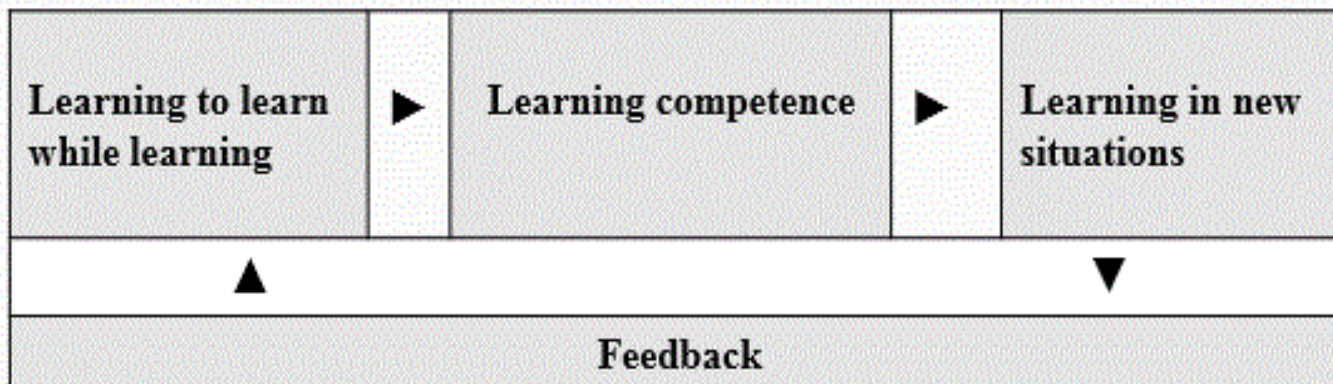 Learning to learn
while learning
Learning competence
Learning in new
situations
Feedback